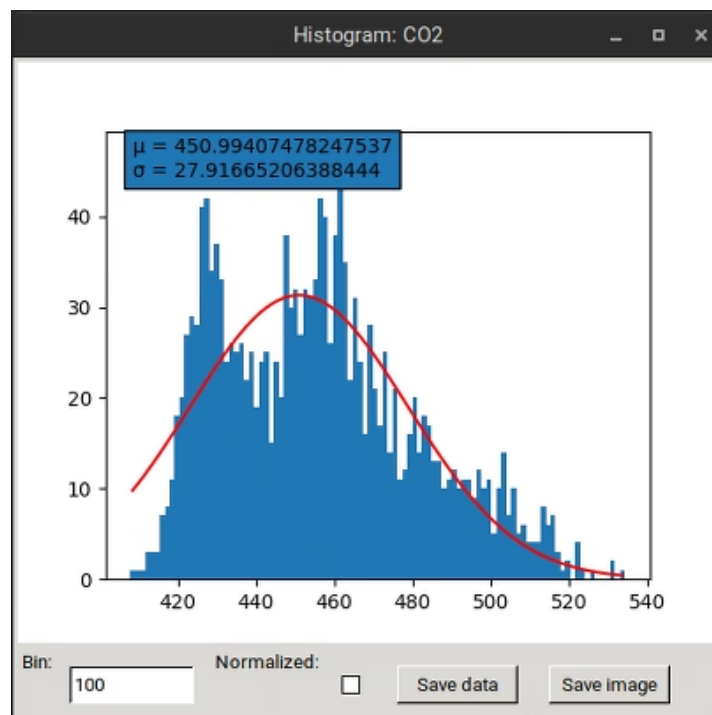 Histogram: CO2
μ = 450.99407478247537
σ = 27.91665206388444
40
30
20
10
0
420 440 460 480 500 520 540
Bin: 100 Normalized: Save data Save image